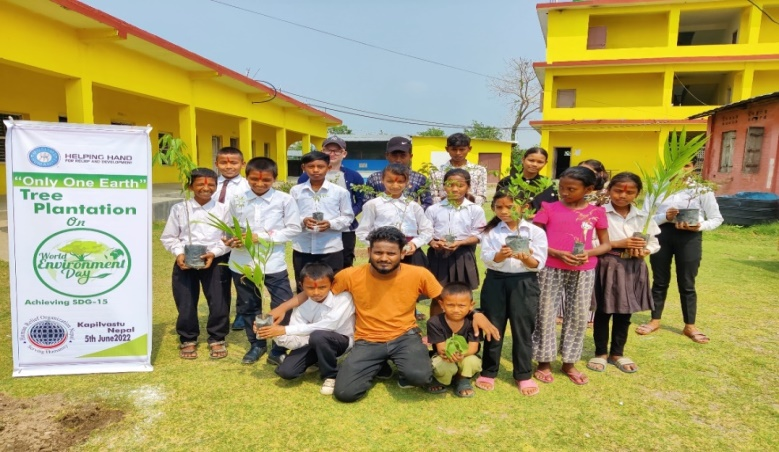 HELPING HAND
FOR RELIEF AND DEVELOPMENT
"Only One Earth"
Tree
Plantation
On
World
Environment
Day
Achieving SDG-15
Kapilvastu
Nepal
5th June2022